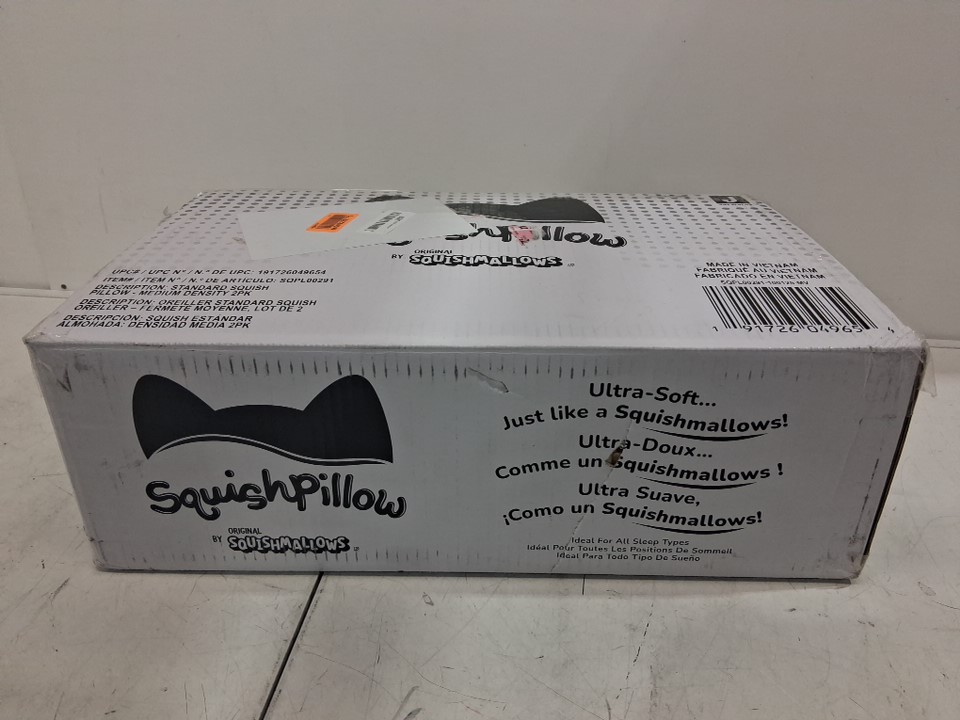 SquishPillow
ORIGINAL
BY SQUISHMALLOWS
UPC# / UPC N° / N.° DE UPC: 191726049654
ITEM# / ITEM N° / N.° DE ARTICULO: SQPL00291
DESCRIPTION: STANDARD SQUISH
PILLOW - MEDIUM DENSITY 2PK
DESCRIPTION: OREILLER STANDARD SQUISH
OREILLER – FERMETÉ MOYENNE, LOT DE 2
DESCRIPCIÓN: SQUISH ESTÁNDAR
ALMOHADA: DENSIDAD MEDIA 2PK
MADE IN VIETNAM
FABRIQUÉ AU VIETNAM
FABRICADO EN VIETNAM
1 91726 04965 4
SquishPillow
ORIGINAL
BY SQUISHMALLOWS
Ultra-Soft...
Just like a Squishmallows!
Ultra-Doux...
Comme un Squishmallows !
Ultra Suave,
¡Como un Squishmallows!
Ideal For All Sleep Types
Idéal Pour Toutes Les Positions De Sommeil
Ideal Para Todo Tipo De Sueño